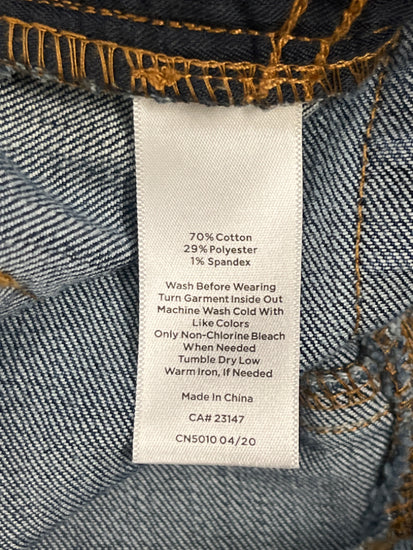 70% Cotton
29% Polyester
1% Spandex
Wash Before Wearing
Turn Garment Inside Out
Machine Wash Cold With
Like Colors
Only Non-Chlorine Bleach
When Needed
Tumble Dry Low
Warm Iron, If Needed
Made In China
CA# 23147
CN5010 04/20